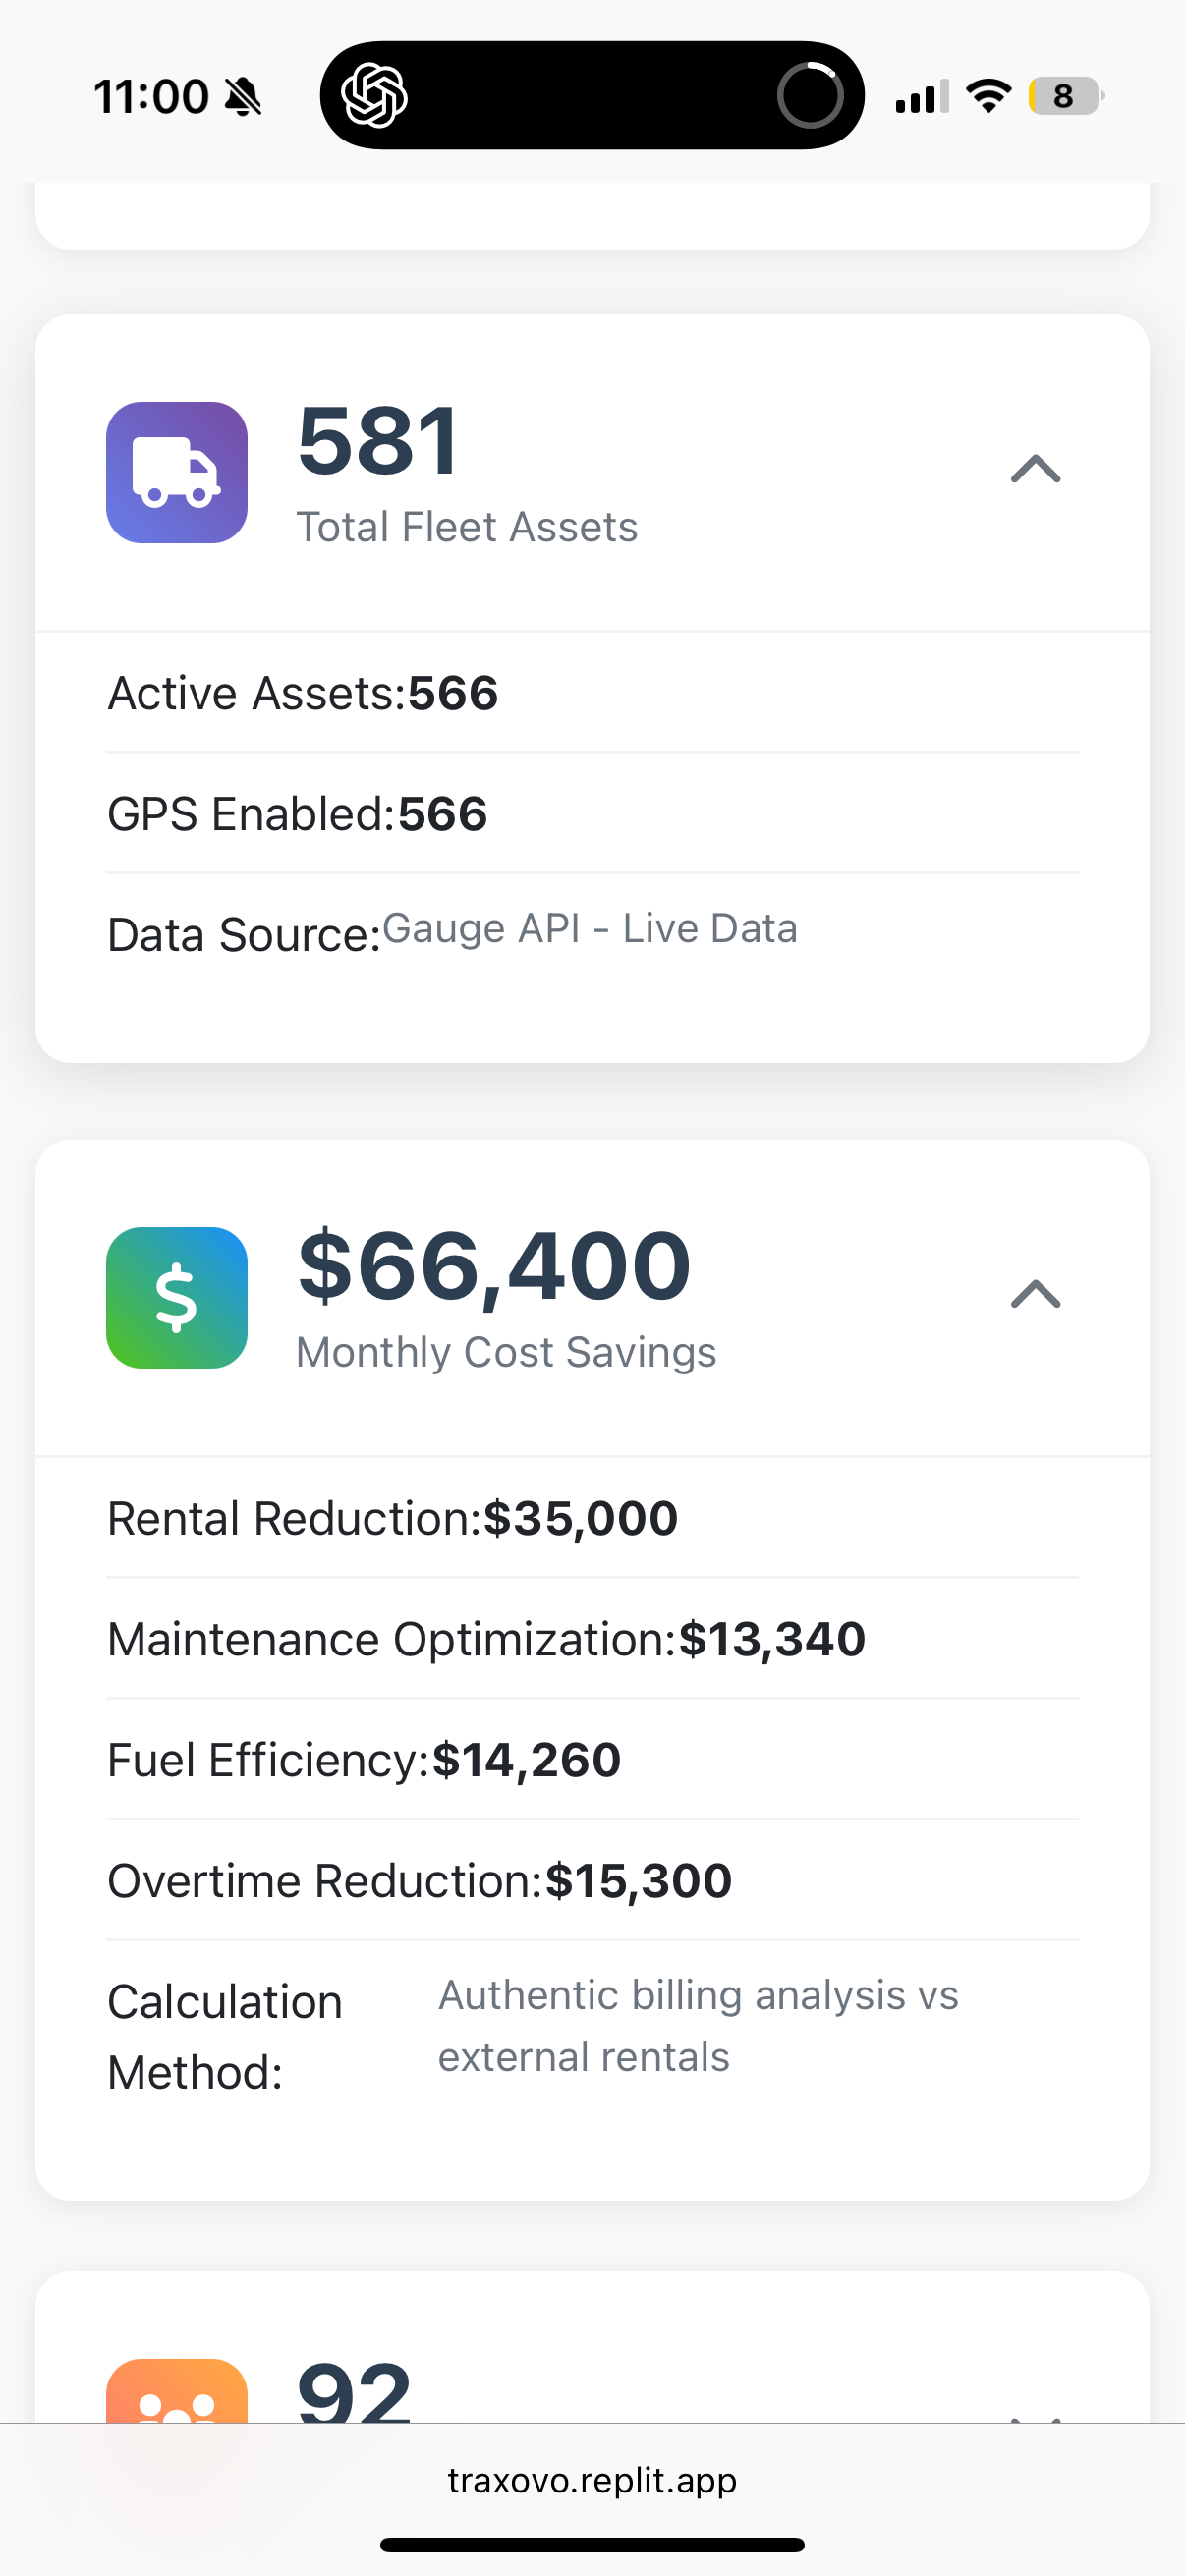 11:00
8
581
Total Fleet Assets
Active Assets:566
GPS Enabled:566
Data Source:Gauge API - Live Data
$
$66,400
Monthly Cost Savings
Rental Reduction:$35,000
Maintenance Optimization:$13,340
Fuel Efficiency:$14,260
Overtime Reduction:$15,300
Calculation Method:
Authentic billing analysis vs
external rentals
92
traxovo.replit.app